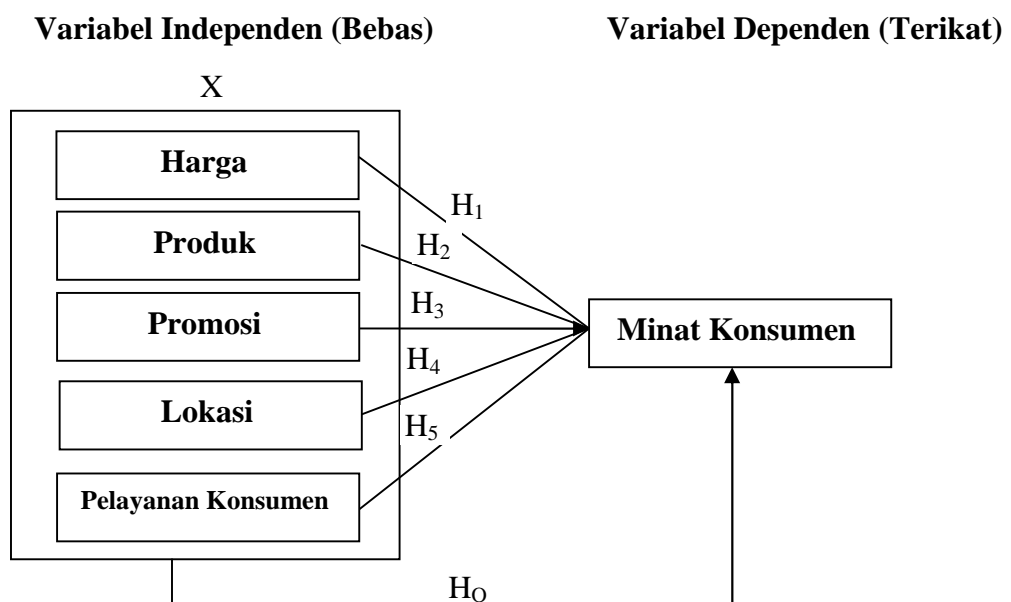 Variabel Independen (Bebas)
Variabel Dependen (Terikat)
X
Harga
H₁
Produk
H₂
Promosi
H₃
Minat Konsumen
H₄
Lokasi
H₅
Pelayanan Konsumen
H₀